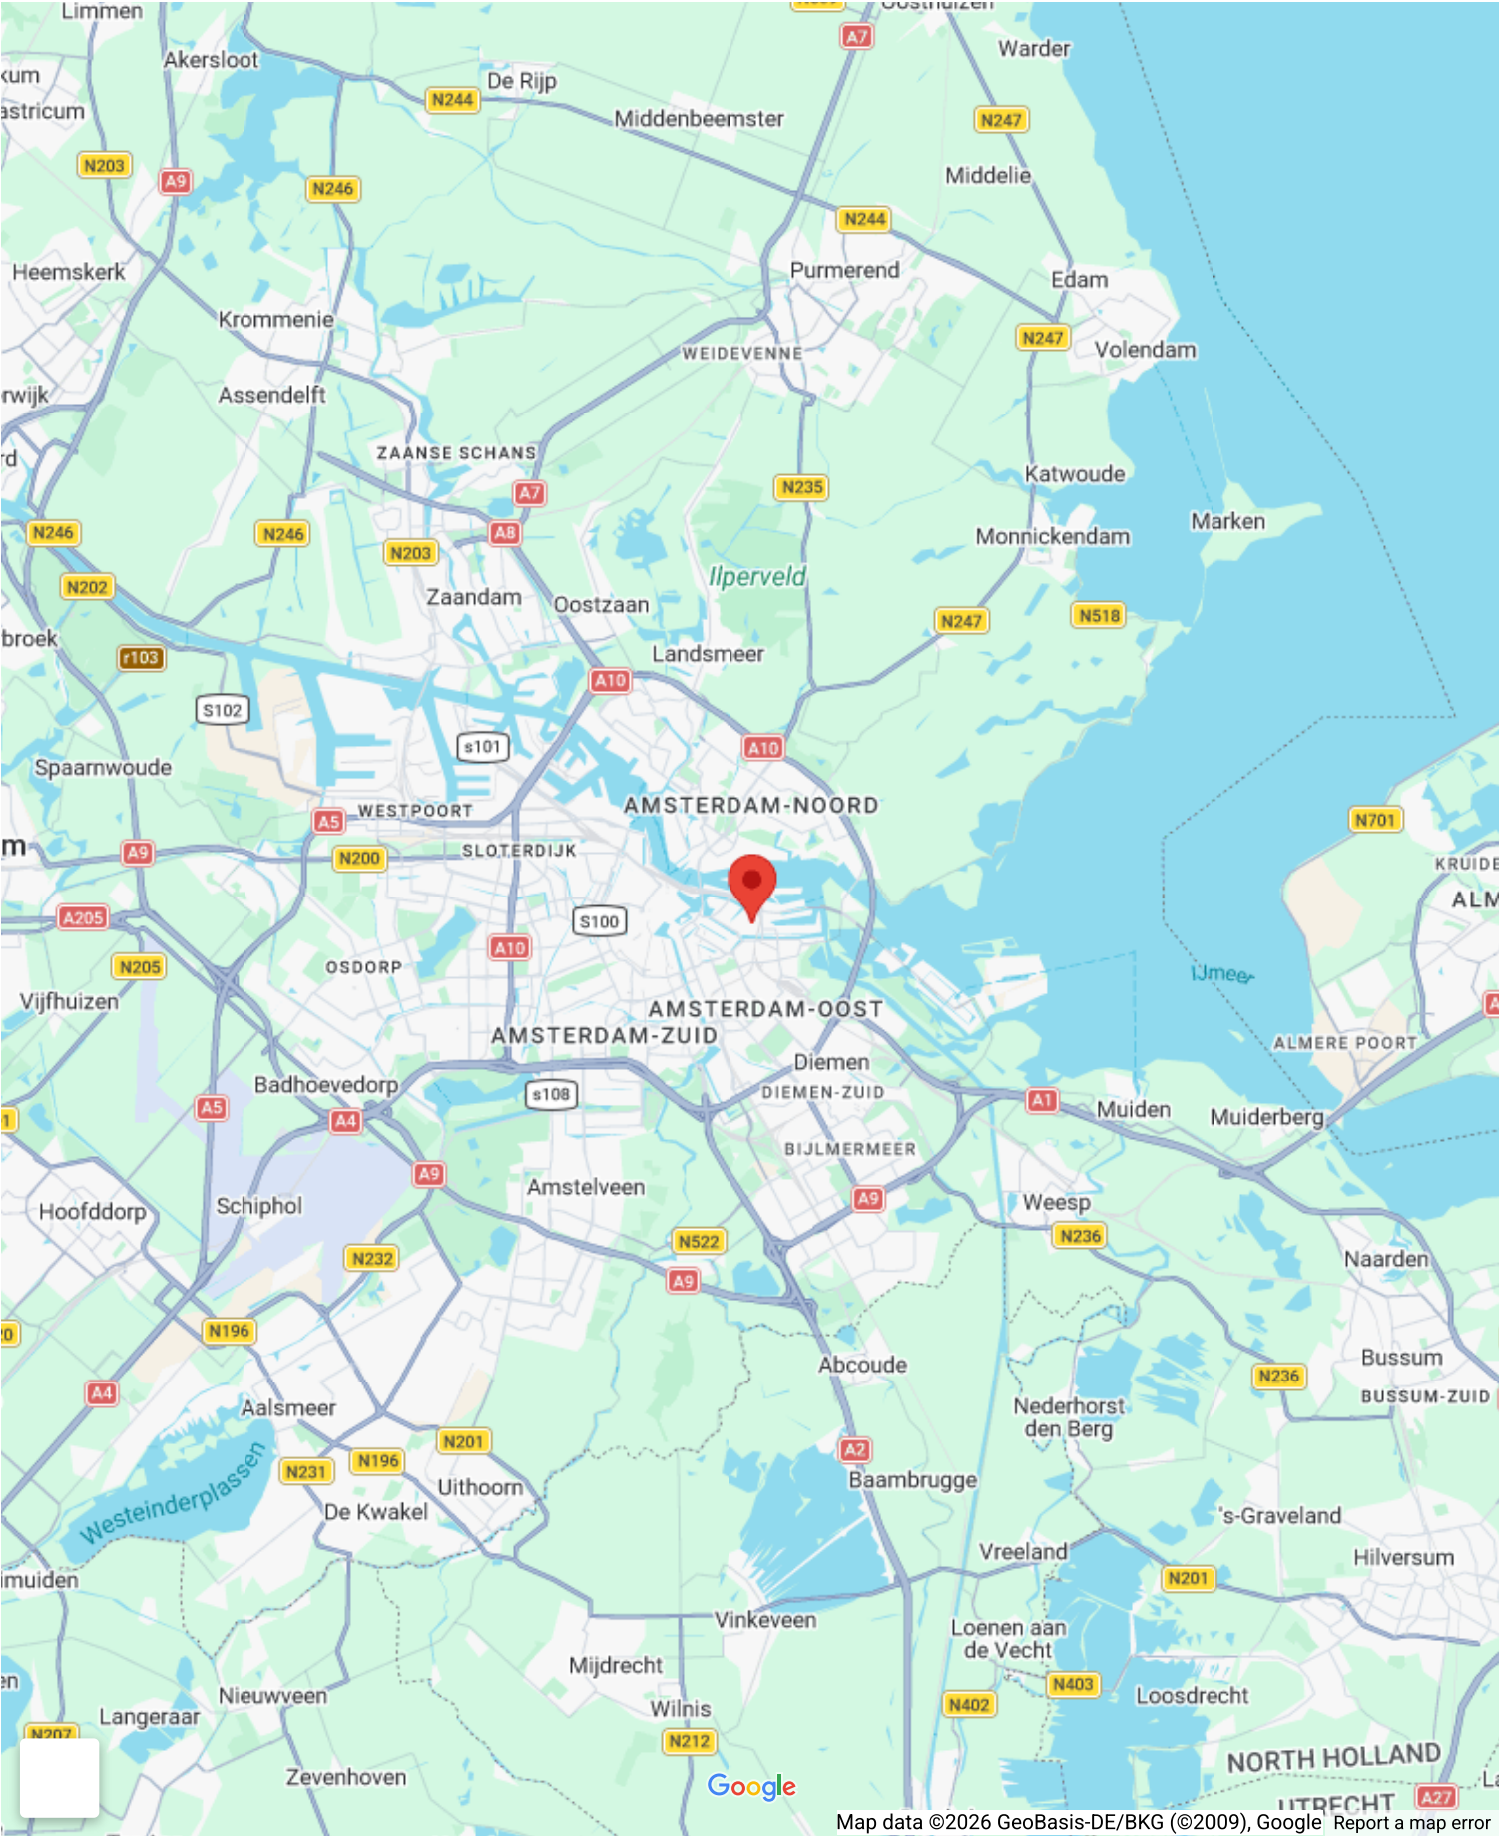 Limmen
Oosthuizen
A7
Warder
Akersloot
De Rijp
N244
Middenbeemster
N247
N203
A9
N246
Middelie
N244
Heemskerk
Purmerend
Edam
Krommenie
N247
WEIDEVENNE
Volendam
Assendelft
ZAANSE SCHANS
A7
N235
Katwoude
Marken
N246
N246
A8
N203
Monnickendam
Ilperveld
N202
Zaandam
Oostzaan
N247
N518
r103
Landsmeer
A10
S102
s101
A10
Spaarnwoude
WESTPOORT
AMSTERDAM-NOORD
A5
N701
A9
N200
SLOTERDIJK
A205
S100
A10
N205
OSDORP
IJmeer
Vijfhuizen
AMSTERDAM-OOST
AMSTERDAM-ZUID
ALMERE POORT
Diemen
Badhoevedorp
s108
DIEMEN-ZUID
A5
A4
A1
Muiden
Muiderberg
BIJLMERMEER
A9
Amstelveen
A9
Hoofddorp
Schiphol
Weesp
N522
N236
N232
A9
Naarden
N196
Abcoude
Bussum
N236
BUSSUM-ZUID
A4
Aalsmeer
Nederhorst
den Berg
N201
A2
N231
N196
Baambrugge
Westeinderplassen
Uithoorn
De Kwakel
's-Graveland
Vreeland
Hilversum
N201
Vinkeveen
Loenen aan
de Vecht
Mijdrecht
N403
Nieuwveen
Wilnis
N402
Loosdrecht
Langeraar
N207
N212
NORTH HOLLAND
Zevenhoven
Google
UTRECHT
A27
Map data ©2026 GeoBasis-DE/BKG (©2009), Google
Report a map error